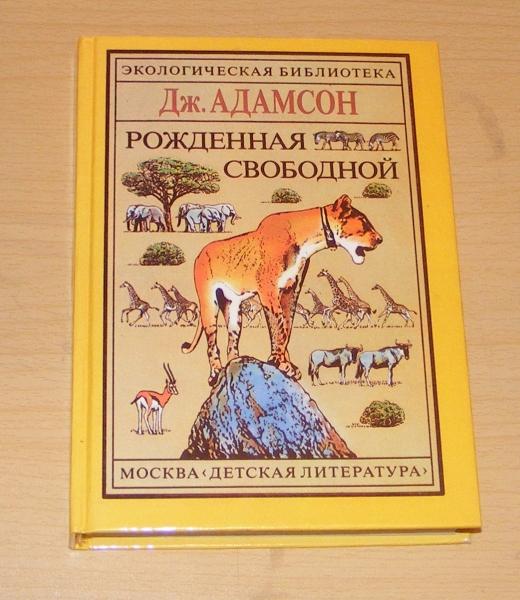 ЭКОЛОГИЧЕСКАЯ БИБЛИОТЕКА
Дж. АДАМСОН
РОЖДЕННАЯ
СВОБОДНОЙ
МОСКВА ‹ДЕТСКАЯ ЛИТЕРАТУРА›